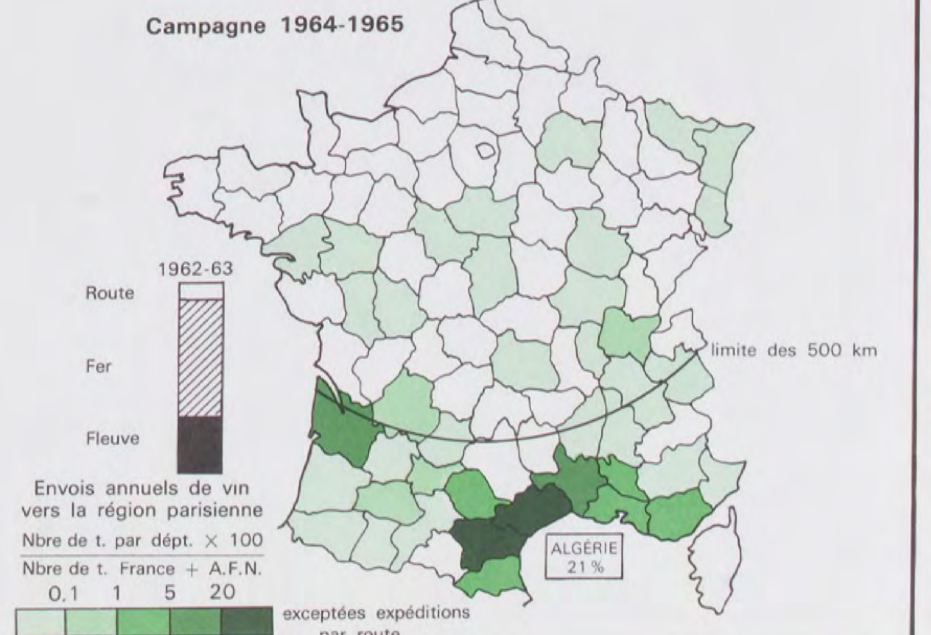 Campagne 1964-1965
1962-63
Route
Fer
Fleuve
limite des 500 km
Envois annuels de vin
vers la région parisienne
Nbre de t. par dépt. × 100
Nbre de t. France + A.F.N.
0.1 1 5 20
ALGÉRIE
21%
exceptées expéditions
par route